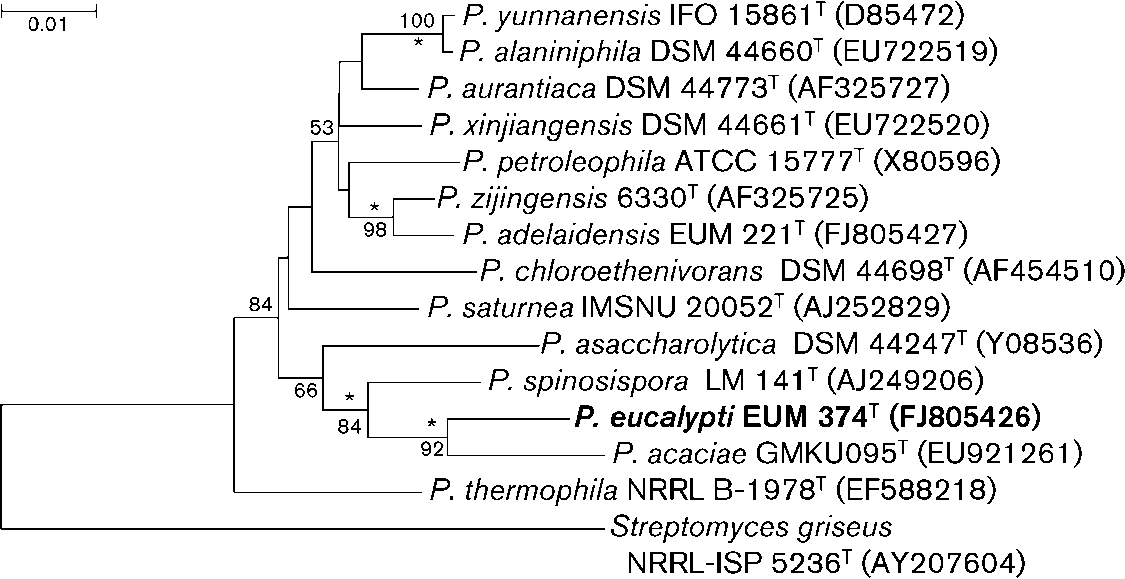 0.01
100
*
P. yunnanensis IFO 15861T (D85472)
P. alaniniphila DSM 44660T (EU722519)
P. aurantiaca DSM 44773T (AF325727)
53
P. xinjiangensis DSM 44661T (EU722520)
P. petroleophila ATCC 15777T (X80596)
*
98
P. zijingensis 6330T (AF325725)
P. adelaidensis EUM 221T (FJ805427)
P. chloroethenivorans DSM 44698T (AF454510)
84
P. saturnea IMSNU 20052T (AJ252829)
P. asaccharolytica DSM 44247T (Y08536)
66
P. spinosispora LM 141T (AJ249206)
*
84
*
92
P. eucalypti EUM 374T (FJ805426)
P. acaciae GMKU095T (EU921261)
P. thermophila NRRL B-1978T (EF588218)
Streptomyces griseus
NRRL-ISP 5236T (AY207604)